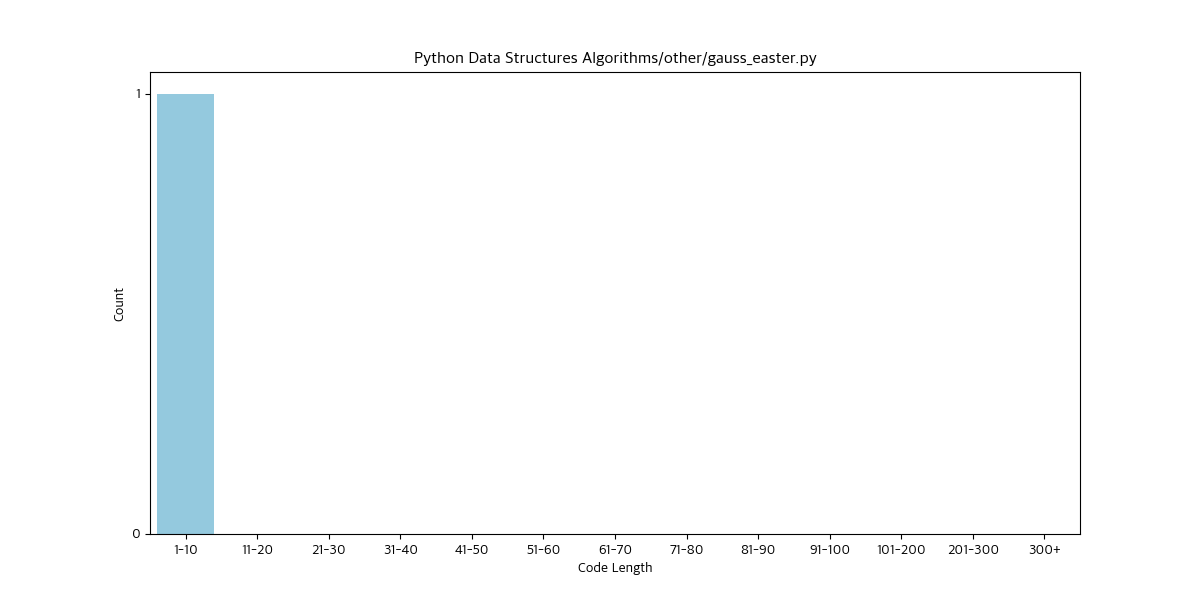 Python Data Structures Algorithms/other/gauss_easter.py
1
Count
0
1-10 11-20 21-30 31-40 41-50 51-60 61-70 71-80 81-90 91-100 101-200 201-300 300+
Code Length